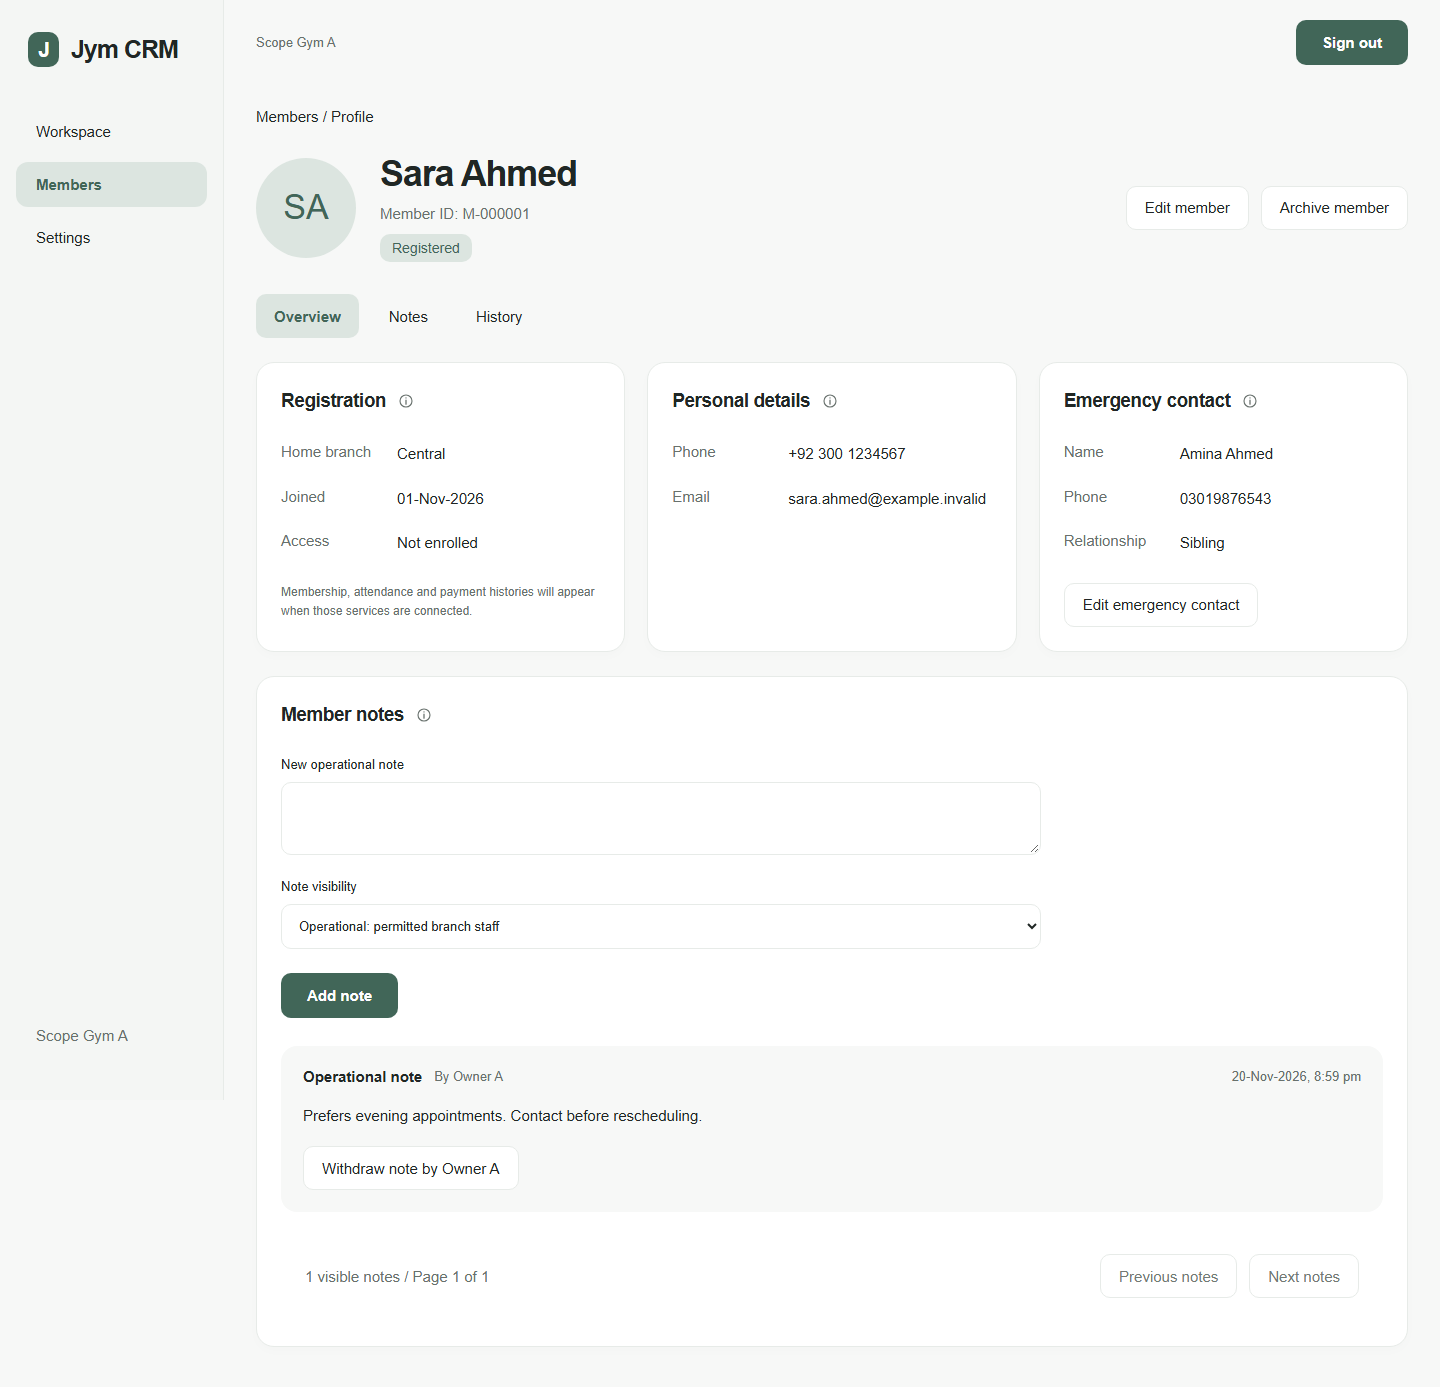 J Jym CRM
Workspace
Members
Settings
Scope Gym A
Scope Gym A
Sign out
Members / Profile
SA
Sara Ahmed
Member ID: M-000001
Registered
Edit member
Archive member
Overview
Notes
History
Registration
Home branch Central
Joined 01-Nov-2026
Access Not enrolled
Membership, attendance and payment histories will appear
when those services are connected.
Personal details
Phone +92 300 1234567
Email sara.ahmed@example.invalid
Emergency contact
Name Amina Ahmed
Phone 03019876543
Relationship Sibling
Edit emergency contact
Member notes
New operational note
Note visibility
Operational: permitted branch staff
Add note
Operational note By Owner A 20-Nov-2026, 8:59 pm
Prefers evening appointments. Contact before rescheduling.
Withdraw note by Owner A
1 visible notes / Page 1 of 1
Previous notes
Next notes